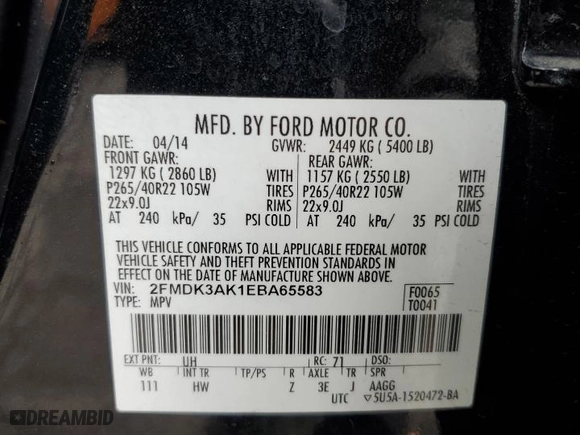 MFD. BY FORD MOTOR CO.
DATE: 04/14 GVWR: 2449 KG ( 5400 LB)
FRONT GAWR: REAR GAWR:
1297 KG ( 2860 LB) WITH 1157 KG ( 2550 LB) WITH
P265/40R22 105W TIRES P265/40R22 105W TIRES
22x9.0J RIMS 22x9.0J RIMS
AT 240 kPa/ 35 PSI COLD AT 240 kPa/ 35 PSI COLD
THIS VEHICLE CONFORMS TO ALL APPLICABLE FEDERAL MOTOR
VEHICLE SAFETY AND THEFT PREVENTION STANDARDS IN
EFFECT ON THE DATE OF MANUFACTURE SHOWN ABOVE.
VIN: 2FMDK3AK1EBA65583 F0065
TYPE: MPV T0041
EXT PNT: UH RC: 71 DSO:
WB INT TR TP/PS R AXLE TR SPR
111 HW Z 3E J AAGG
UTC ▽5U5A-1520472-BA
DREAMBID